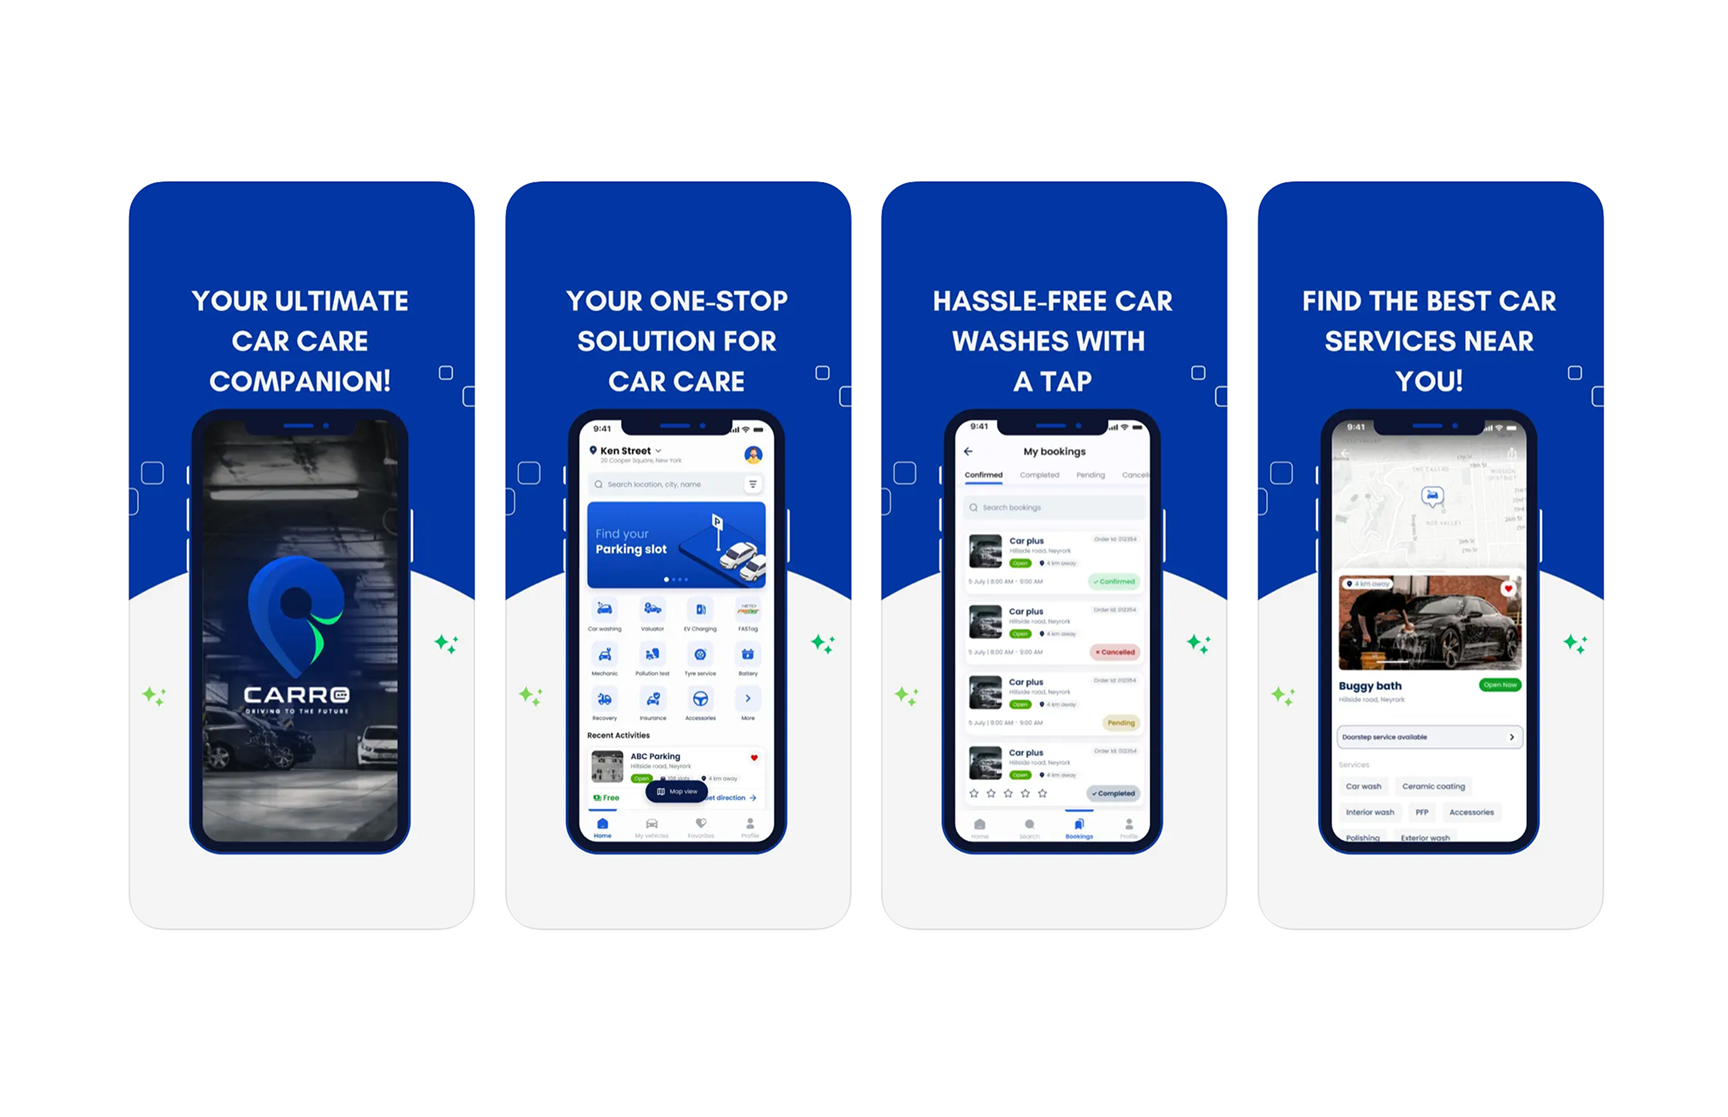 YOUR ULTIMATE
CAR CARE
COMPANION!
CARRO
DRIVING TO THE FUTURE
YOUR ONE-STOP
SOLUTION FOR
CAR CARE
9:41
Ken Street
20 Cooper Square, New York
Search location, city, name
P
Find your
Parking slot
Car washing Valuator EV Charging FASTag
Mechanic Pollution test Tyre service Battery
Recovery Insurance Accessories More
Recent Activities
ABC Parking
Hillside road, Neyrork
Open slots 4 km away
Map view
Free direction
Home My vehicles Favorites Profile
HASSLE-FREE CAR
WASHES WITH
A TAP
9:41
My bookings
Confirmed Completed Pending
Search bookings
Car plus Order Id: 012354
Hillside road, Neyrork
Open 4 km away
5 July | 8:00 AM - 9:00 AM Confirmed
Car plus Order Id: 012354
Hillside road, Neyrork
Open 4 km away
5 July | 8:00 AM - 9:00 AM × Cancelled
Car plus Order Id: 012354
Hillside road, Neyrork
Open 4 km away
5 July | 8:00 AM - 9:00 AM Pending
Car plus Order Id: 012354
Hillside road, Neyrork
Open 4 km away
Completed
Home Search Bookings Profile
FIND THE BEST CAR
SERVICES NEAR
YOU!
9:41
MISSION
DISTRICT
NOE VALLEY
4 km away
Buggy bath Open Now
Hillside road, Neyrork
Doorstep service available
Services
Car wash Ceramic coating
Interior wash PFP Accessories
Polishing Exterior wash